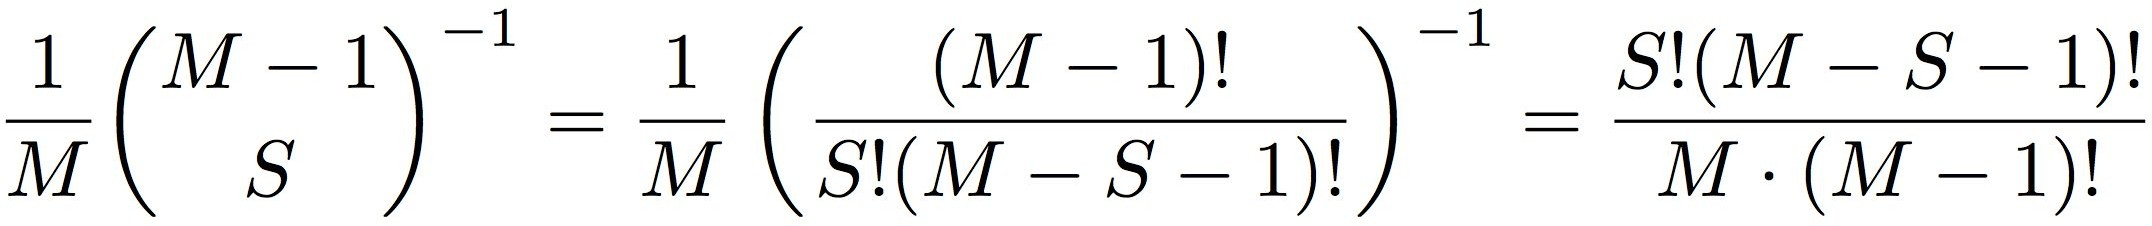 \frac{1}{M} \binom{M-1}{S}^{-1} = \frac{1}{M} \left( \frac{(M-1)!}{S!(M-S-1)!} \right)^{-1} = \frac{S!(M-S-1)!}{M \cdot (M-1)!}